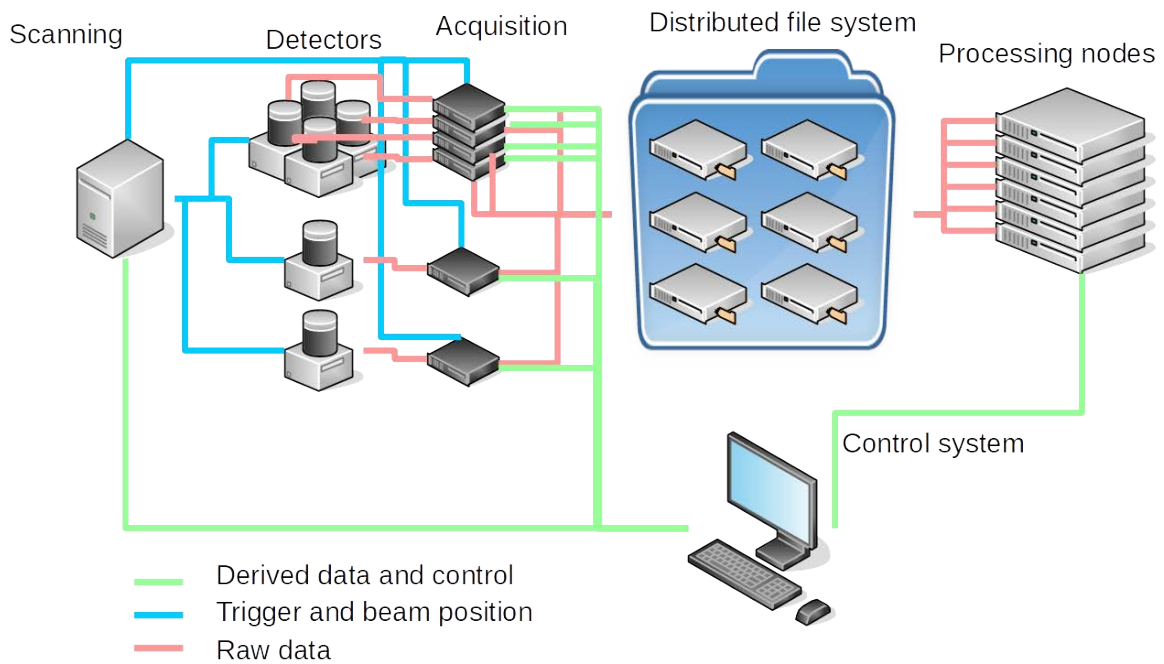 Scanning
Detectors
Acquisition
Distributed file system
Processing nodes
Control system
Derived data and control
Trigger and beam position
Raw data